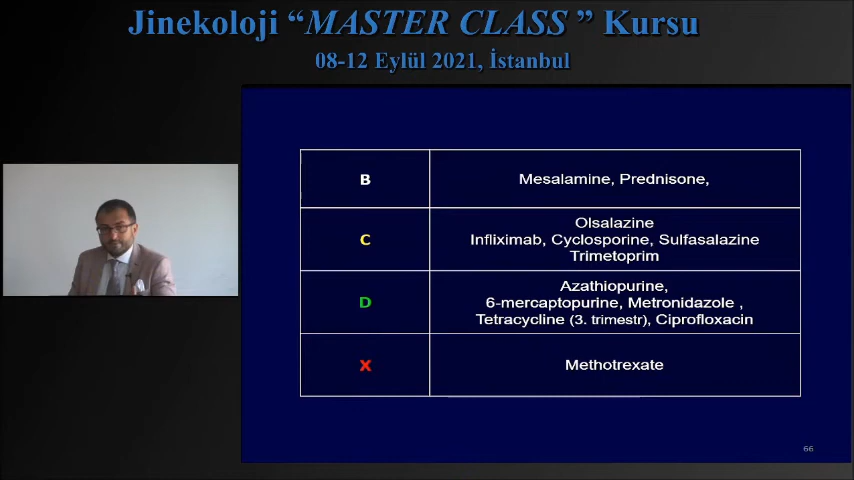 Jinekoloji “MASTER CLASS ” Kursu
08-12 Eylül 2021, İstanbul
B
Mesalamine, Prednisone,
C
Olsalazine
Infliximab, Cyclosporine, Sulfasalazine
Trimetoprim
D
Azathiopurine,
6-mercaptopurine, Metronidazole ,
Tetracycline (3. trimestr), Ciprofloxacin
X
Methotrexate
66